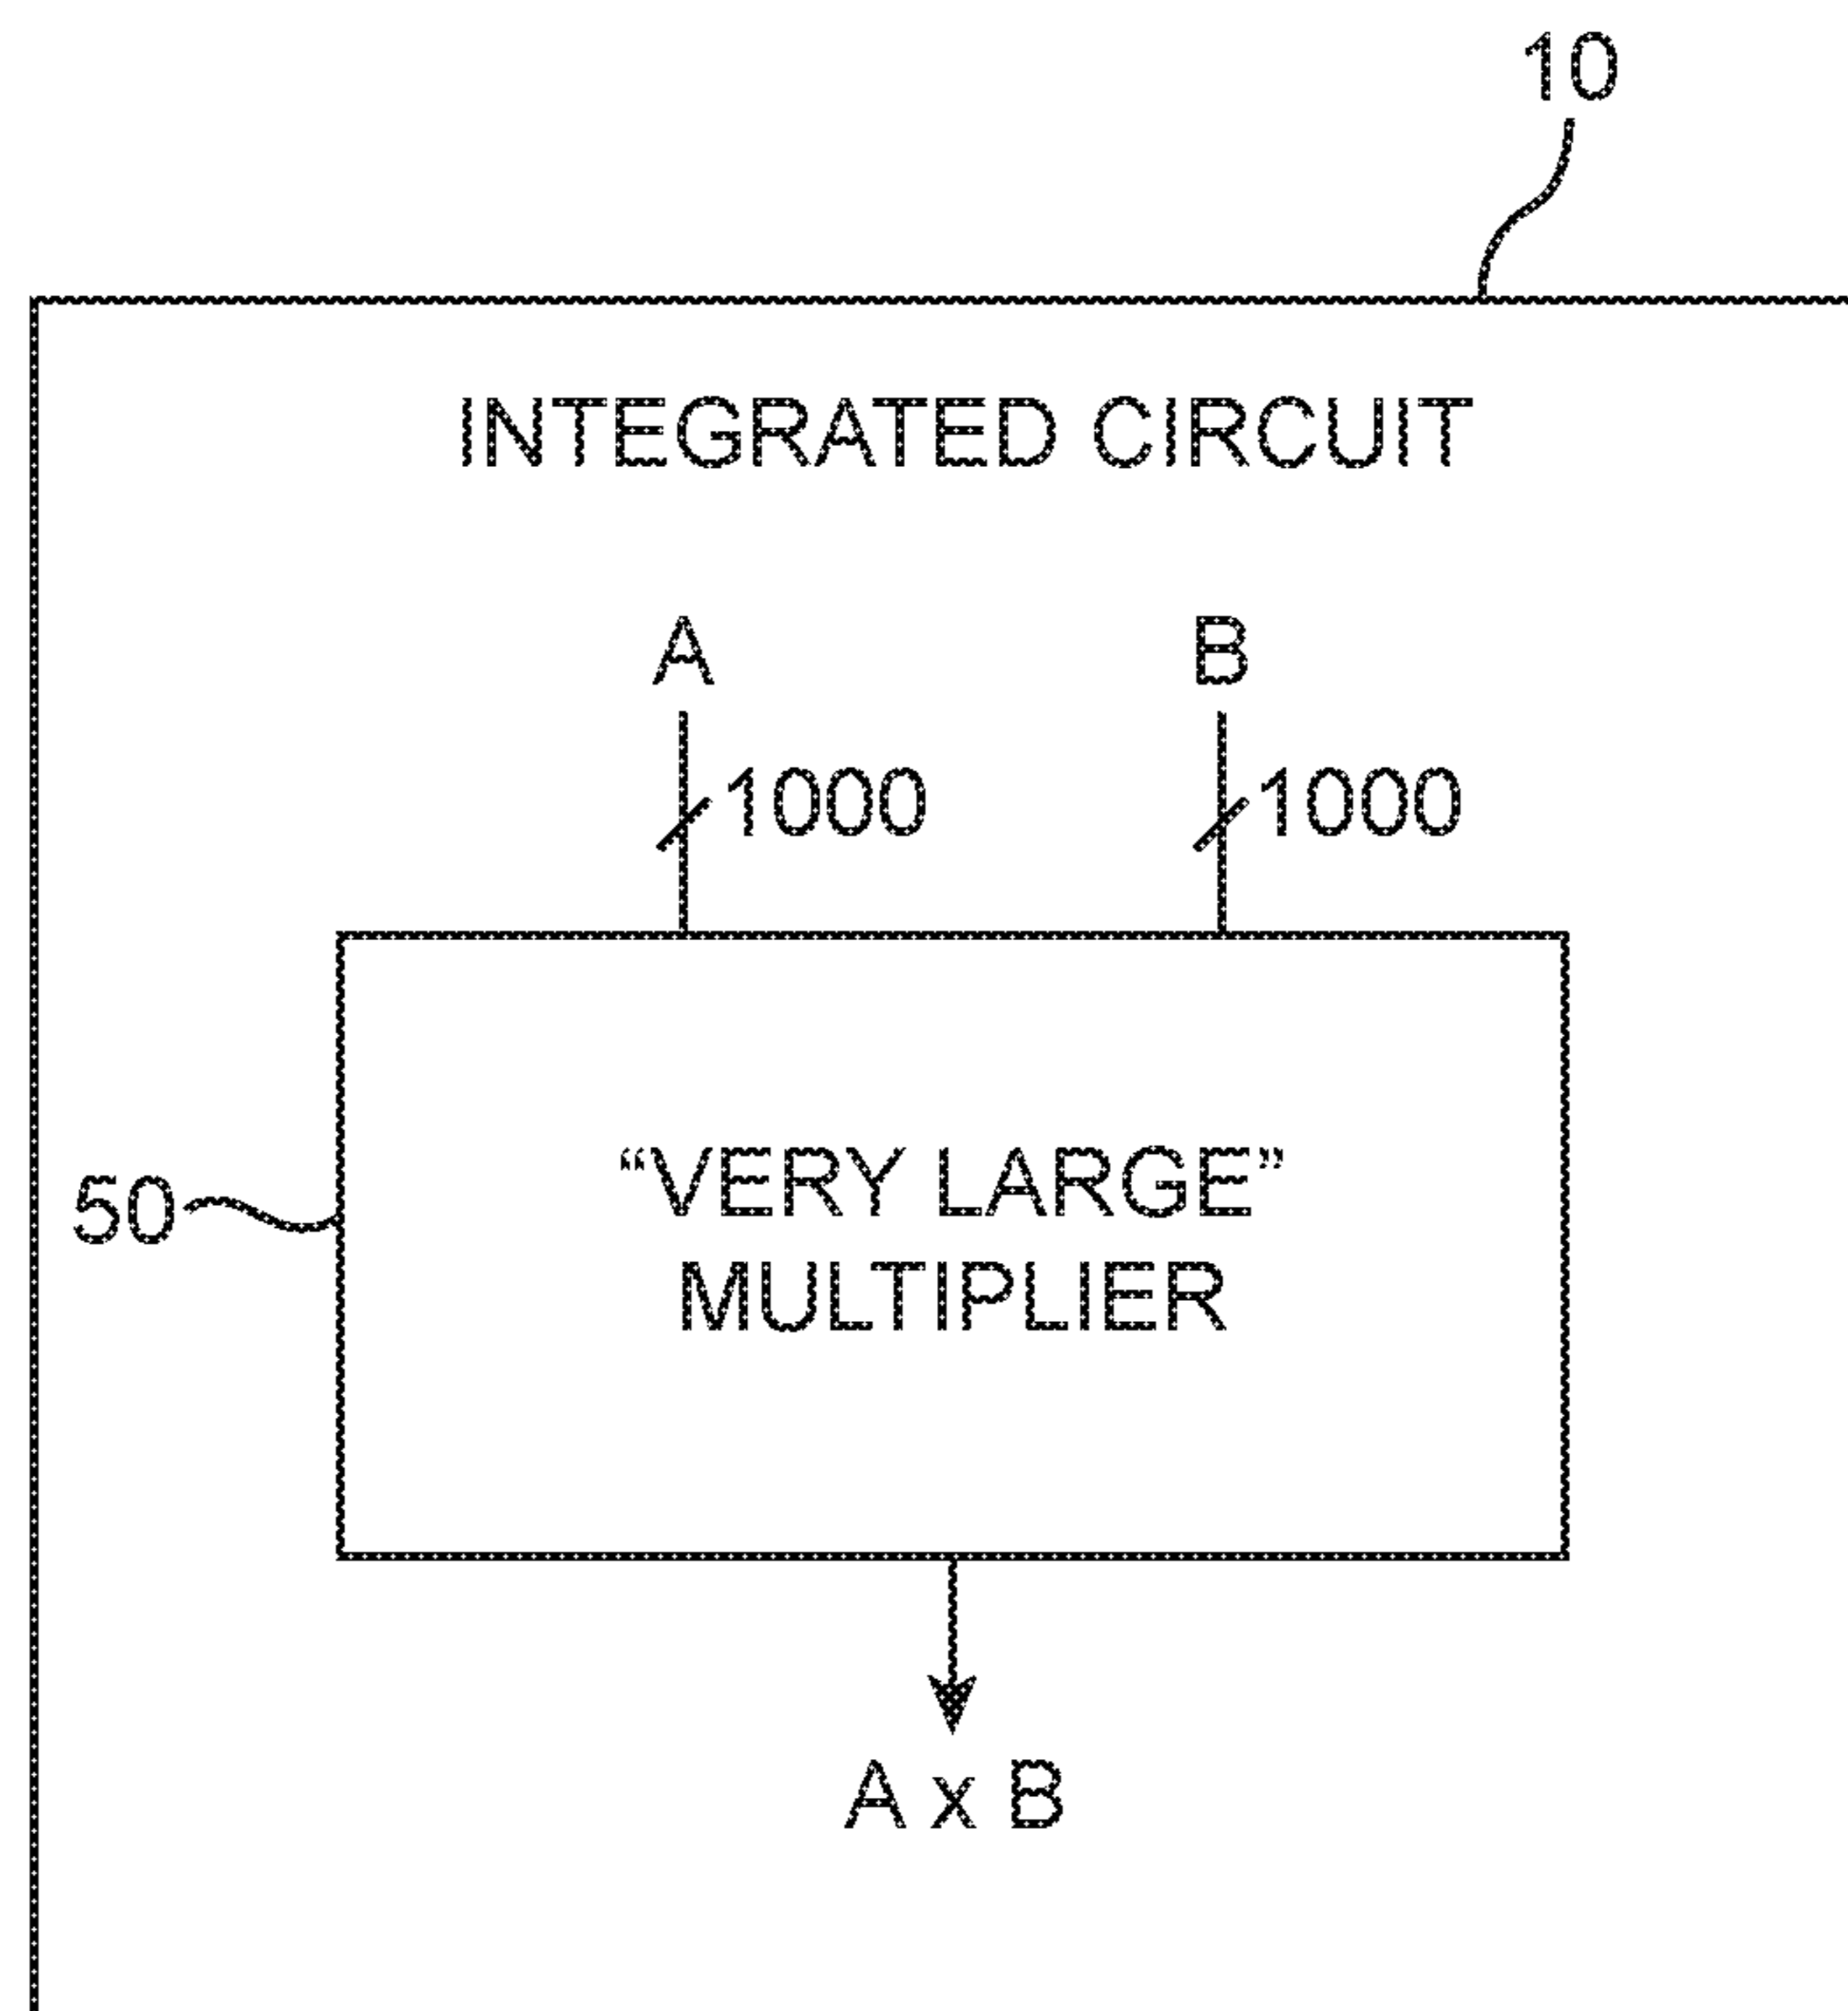 10
INTEGRATED CIRCUIT
A
B
1000
1000
50
“VERY LARGE”
MULTIPLIER
A x B